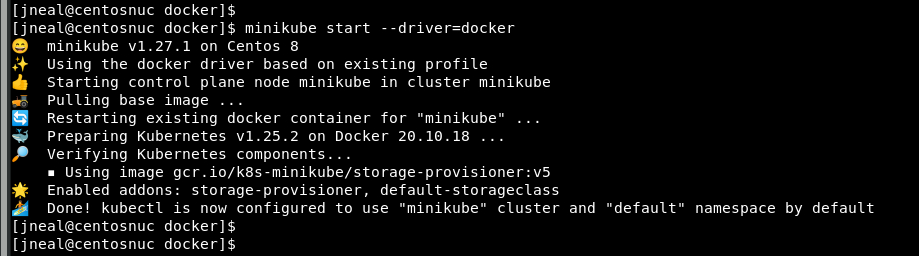 [jneal@centosnuc docker]$
[jneal@centosnuc docker]$ minikube start --driver=docker
😄  minikube v1.27.1 on Centos 8
✨  Using the docker driver based on existing profile
👍  Starting control plane node minikube in cluster minikube
🚜  Pulling base image ...
🔄  Restarting existing docker container for "minikube" ...
🐳  Preparing Kubernetes v1.25.2 on Docker 20.10.18 ...
🔎  Verifying Kubernetes components...
    ▪ Using image gcr.io/k8s-minikube/storage-provisioner:v5
🌟  Enabled addons: storage-provisioner, default-storageclass
🏄  Done! kubectl is now configured to use "minikube" cluster and "default" namespace by default
[jneal@centosnuc docker]$
[jneal@centosnuc docker]$